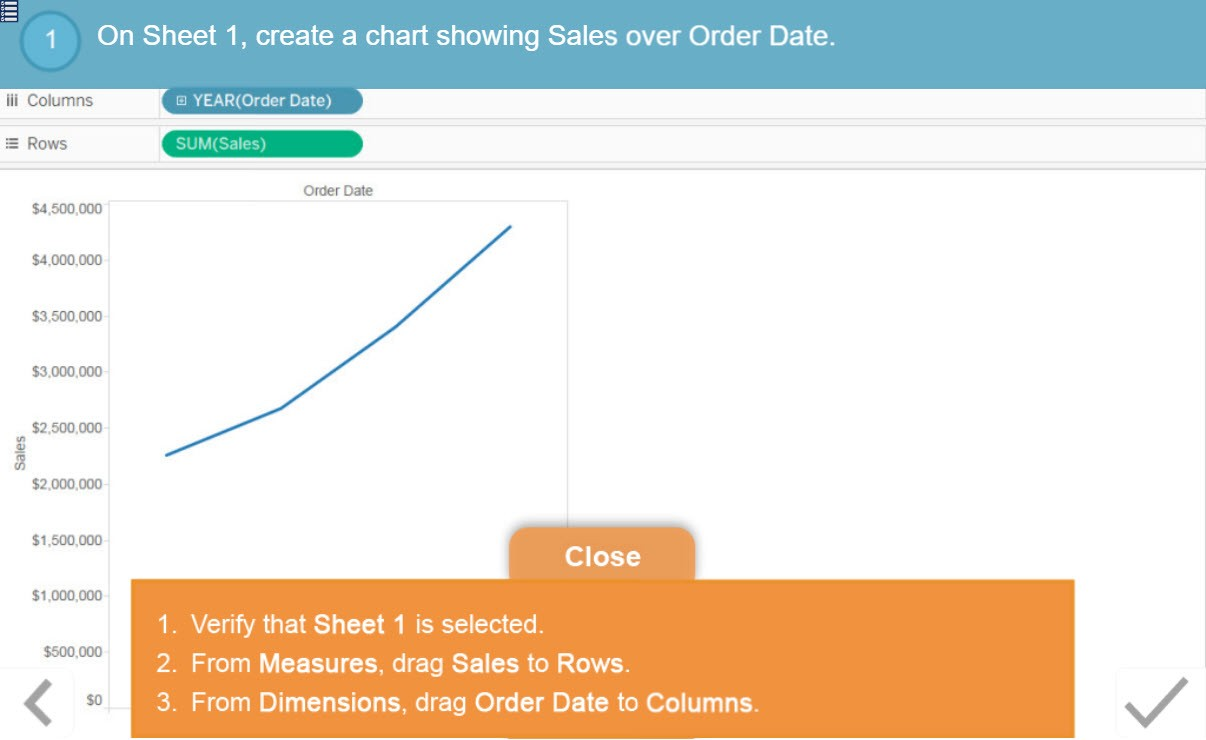 1
On Sheet 1, create a chart showing Sales over Order Date.
iii Columns
YEAR(Order Date)
Rows
SUM(Sales)
Order Date
$4,500,000
$4,000,000
$3,500,000
$3,000,000
$2,500,000
Sales
$2,000,000
$1,500,000
$1,000,000
$500,000
$0
Close
1. Verify that Sheet 1 is selected.
2. From Measures, drag Sales to Rows.
3. From Dimensions, drag Order Date to Columns.